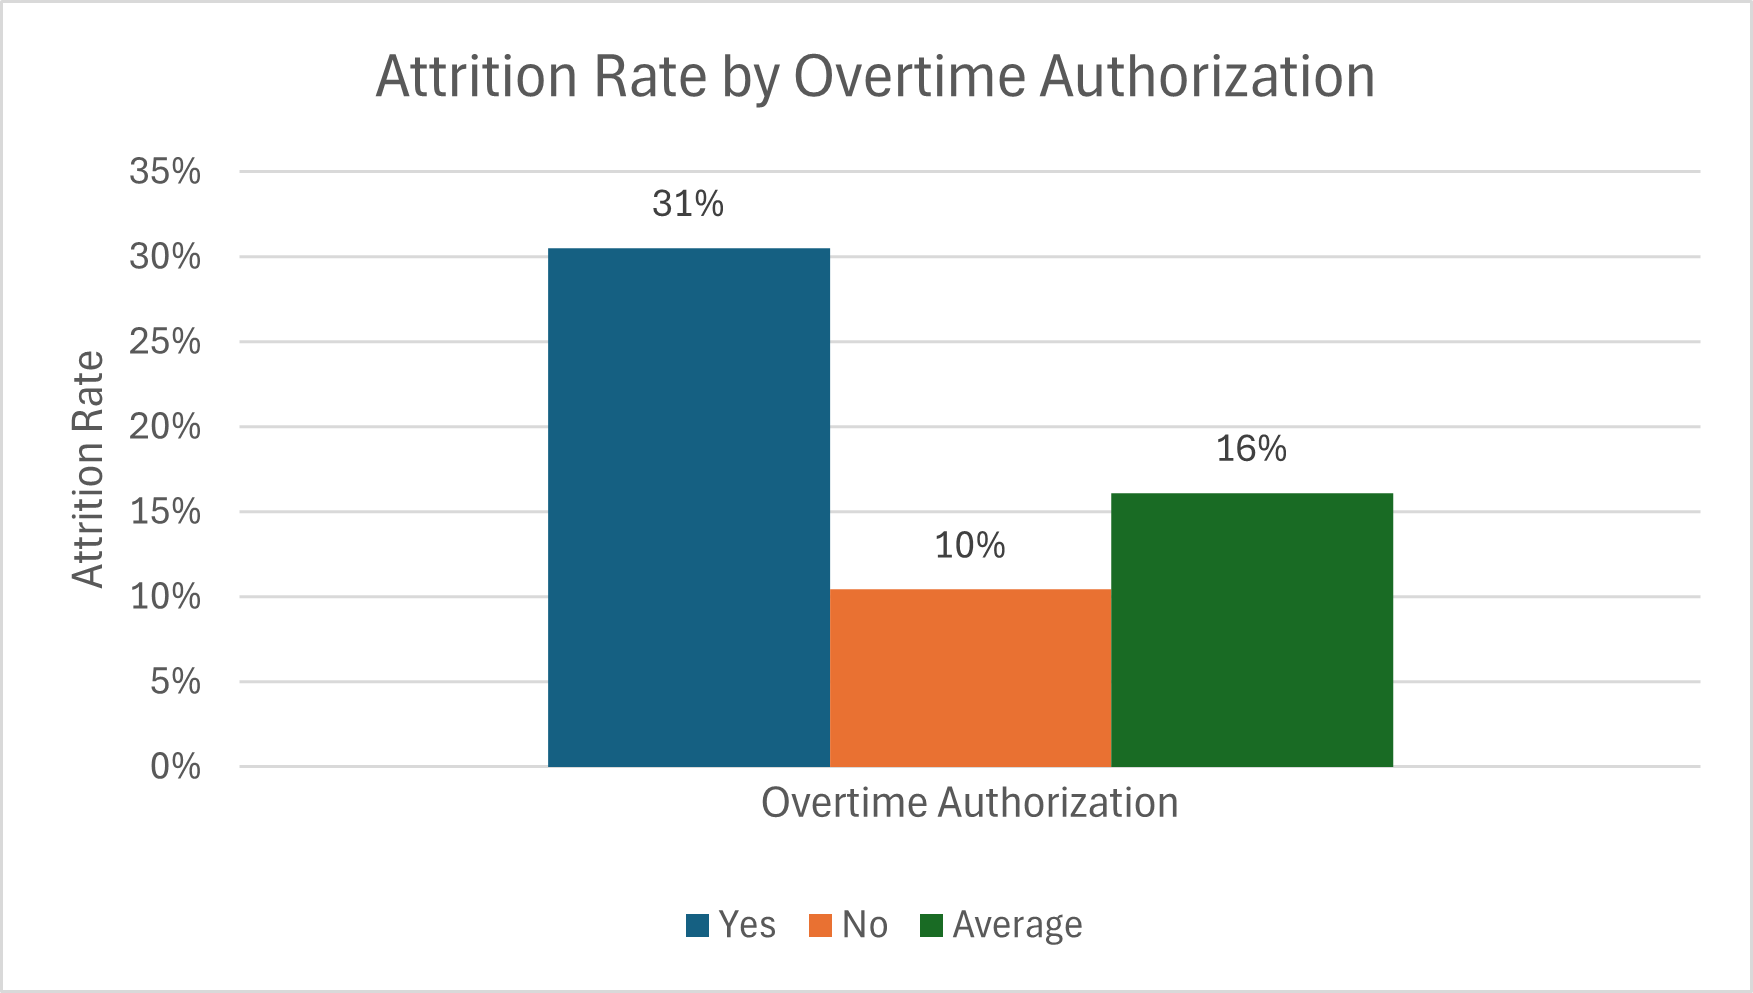 Attrition Rate by Overtime Authorization
35%
30%
25%
20%
15%
10%
5%
0%
Attrition Rate
31%
10%
16%
Overtime Authorization
Yes No Average